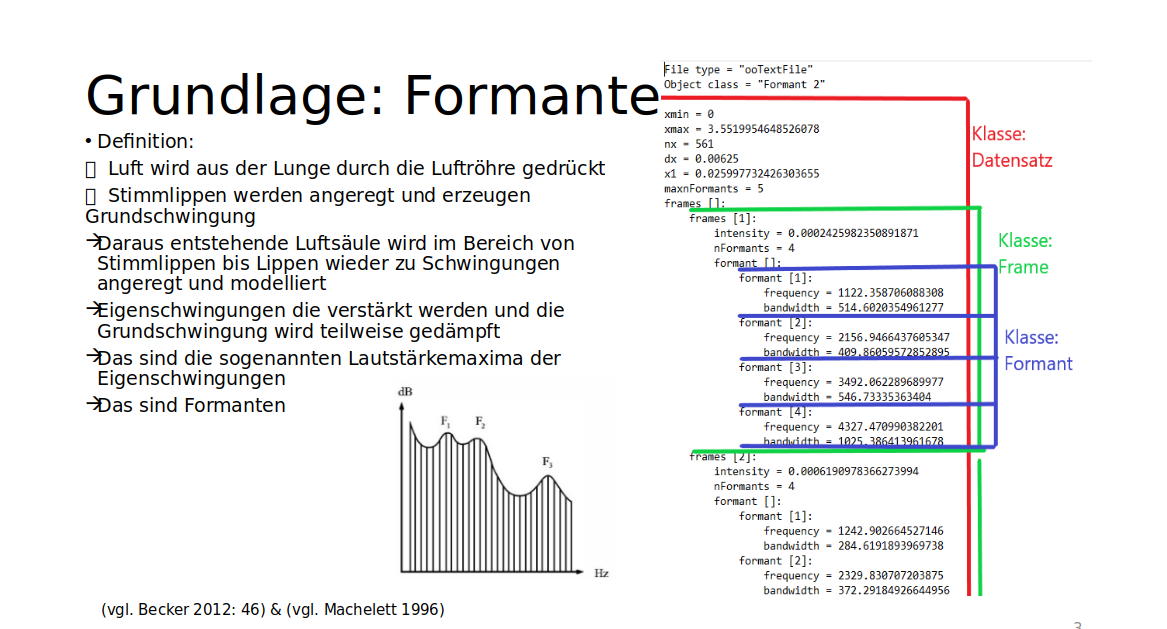 Grundlage: Formante
• Definition:
Luft wird aus der Lunge durch die Luftröhre gedrückt
Stimmlippen werden angeregt und erzeugen
Grundschwingung
→Daraus entstehende Luftsäule wird im Bereich von
Stimmlippen bis Lippen wieder zu Schwingungen
angeregt und modelliert
→Eigenschwingungen die verstärkt werden und die
Grundschwingung wird teilweise gedämpft
→Das sind die sogenannten Lautstärkemaxima der
Eigenschwingungen
→Das sind Formanten
dB
F₁ F₂
F₃
Hz
(vgl. Becker 2012: 46) & (vgl. Machelett 1996)
File type = "ooTextFile"
Object class = "Formant 2"
xmin = 0
xmax = 3.5519954648526078
nx = 561
dx = 0.00625
x1 = 0.025997732426303655
maxnFormants = 5
frames []:
frames [1]:
intensity = 0.0002425982350891871
nFormants = 4
formant []:
formant [1]:
frequency = 1122.358706088308
bandwidth = 514.6020354961277
formant [2]:
frequency = 2156.9466437605347
bandwidth = 409.86059572852895
formant [3]:
frequency = 3492.062289689977
bandwidth = 546.73335363404
formant [4]:
frequency = 4327.470990382201
bandwidth = 1025.386413961678
frames [2]:
intensity = 0.0006190978366273994
nFormants = 4
formant []:
formant [1]:
frequency = 1242.902664527146
bandwidth = 284.6191893969738
formant [2]:
frequency = 2329.830707203875
bandwidth = 372.29184926644956
Klasse:
Datensatz
Klasse:
Frame
Klasse:
Formant
3